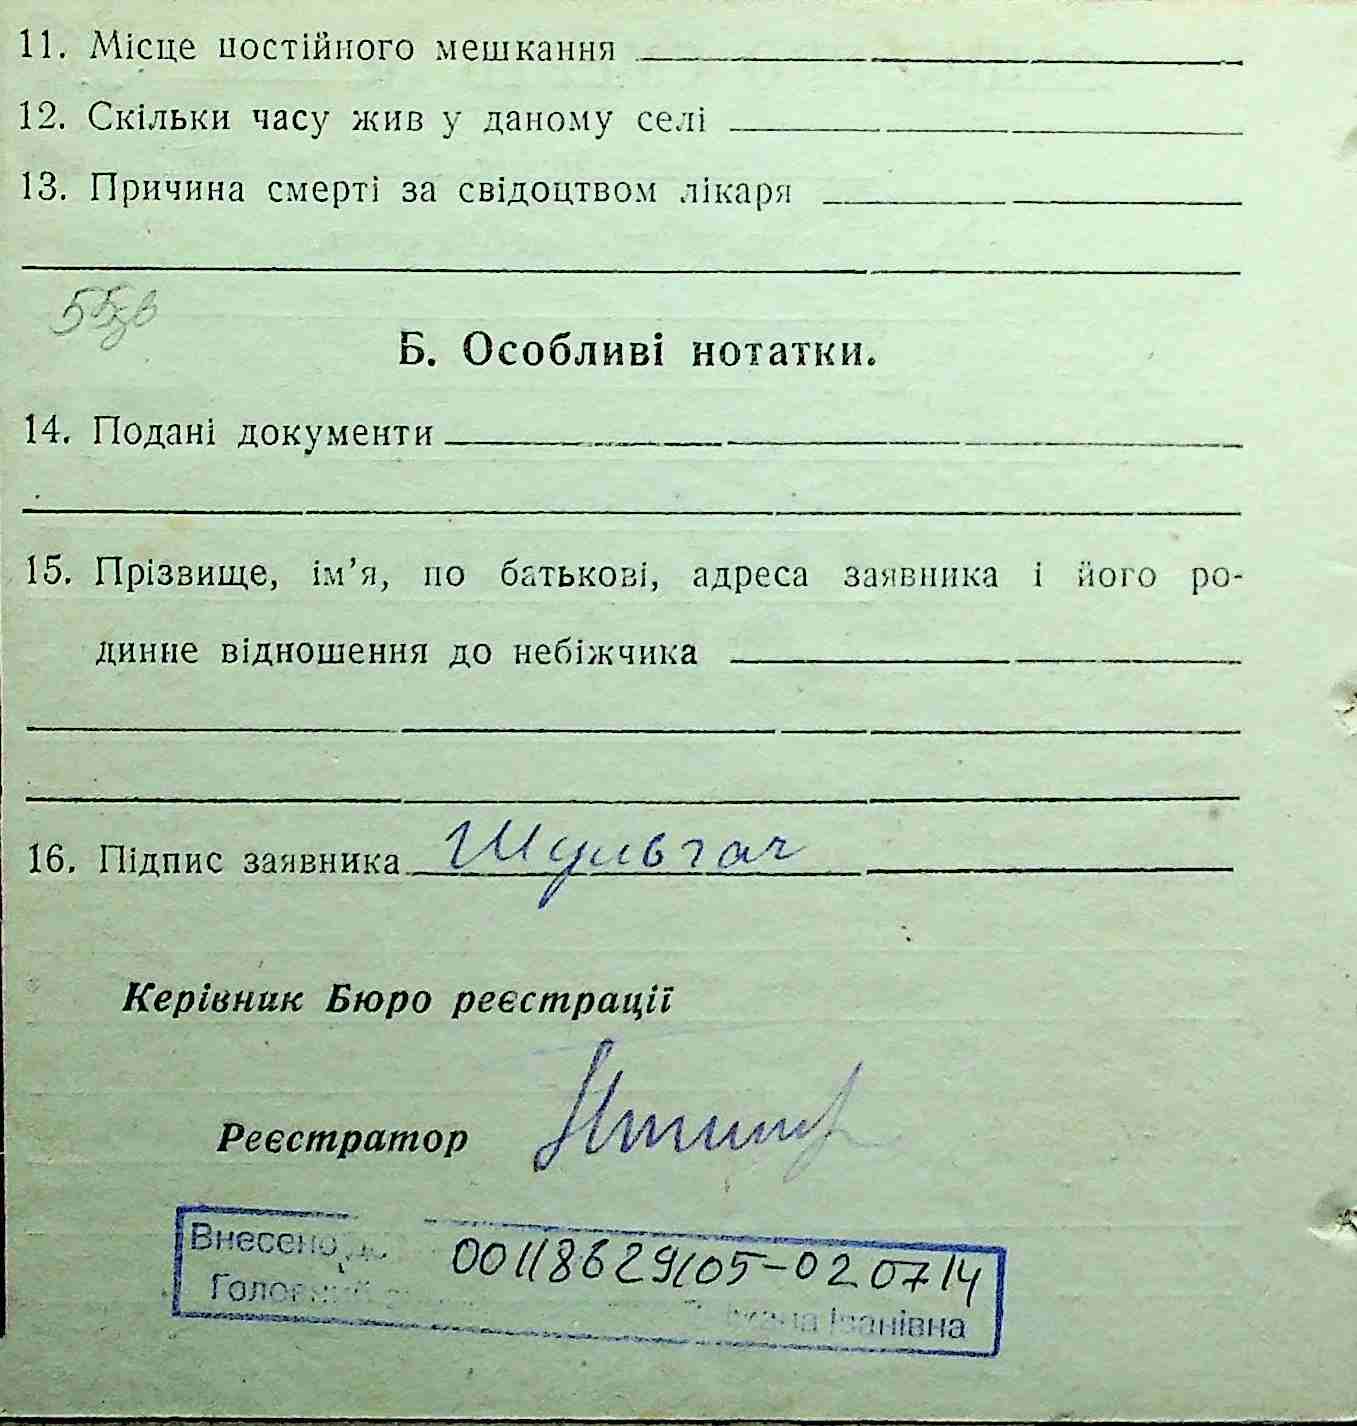 11. Місце постійного мешкання
12. Скільки часу жив у даному селі
13. Причина смерті за свідоцтвом лікаря
Б. Особливі нотатки.
14. Подані документи
15. Прізвище, ім’я, по батькові, адреса заявника і його ро-
динне відношення до небіжчика
16. Підпис заявника Шульгач
Керівник Бюро реєстрації
Реєстратор
Внесено до 00118629105-020714
Іванівна